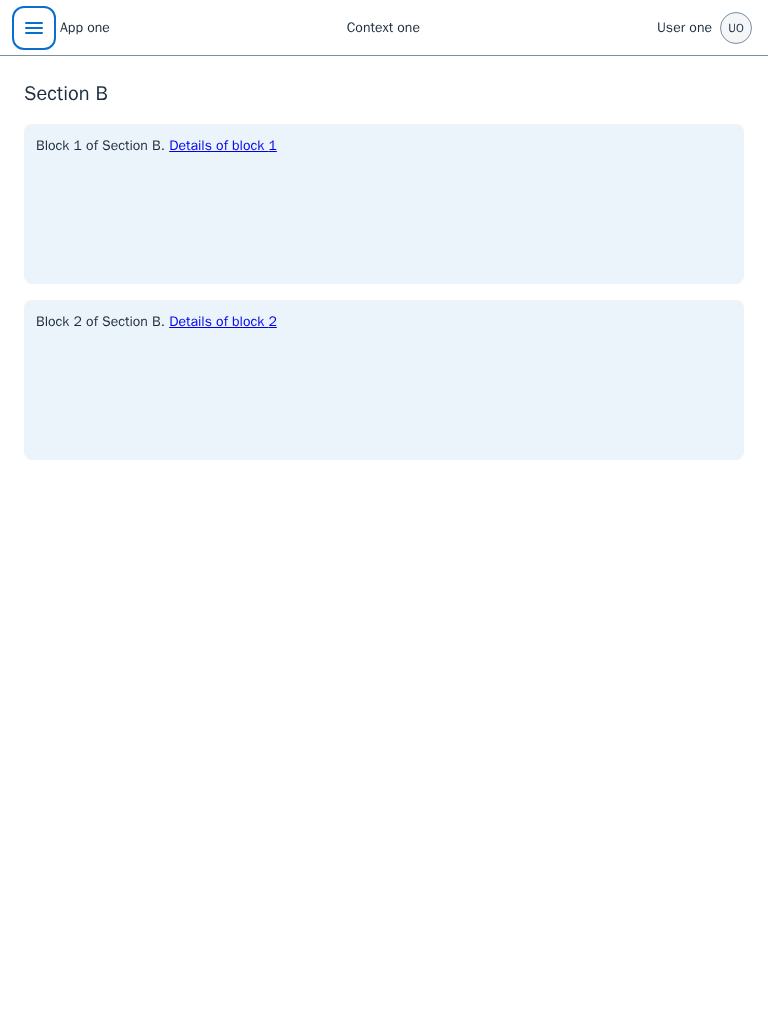 App one Context one User one UO
Section B
Block 1 of Section B. Details of block 1
Block 2 of Section B. Details of block 2